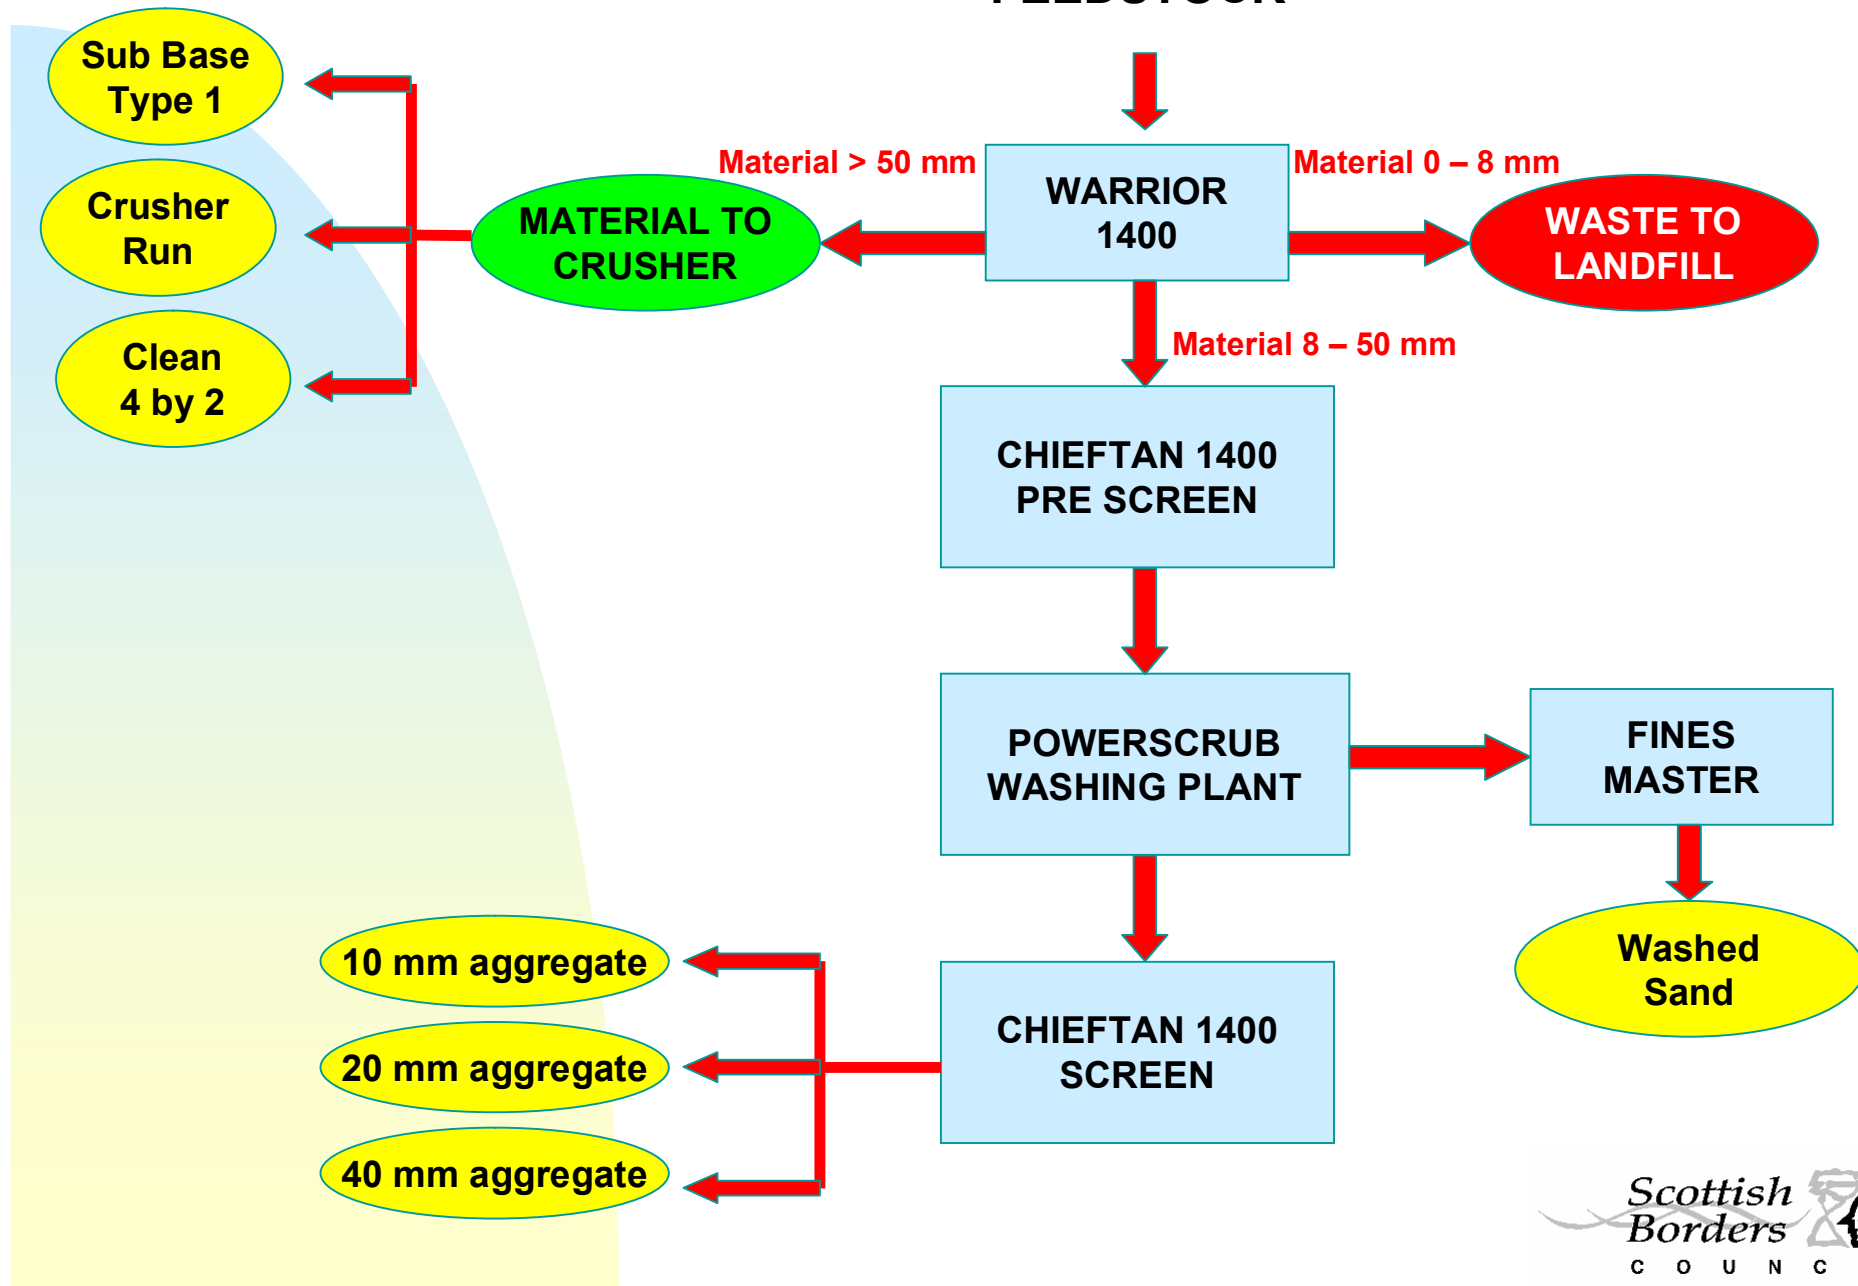 Sub Base
Type 1
Material > 50 mm
WARRIOR
1400
Material 0 – 8 mm
Crusher
Run
MATERIAL TO
CRUSHER
WASTE TO
LANDFILL
Clean
4 by 2
Material 8 – 50 mm
CHIEFTAN 1400
PRE SCREEN
POWERSCRUB
WASHING PLANT
FINES
MASTER
Washed
Sand
10 mm aggregate
20 mm aggregate
40 mm aggregate
CHIEFTAN 1400
SCREEN
Scottish
Borders
C O U N C